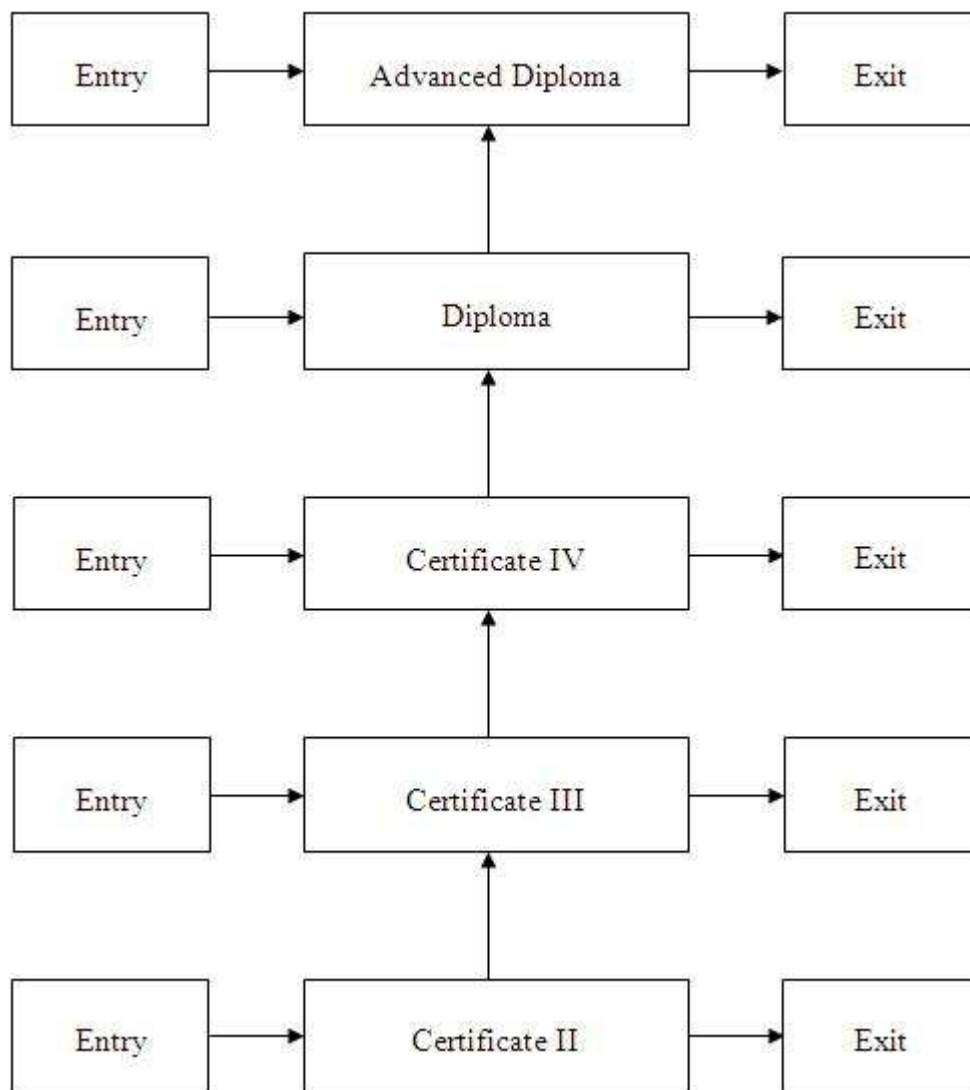 Entry
Advanced Diploma
Exit
Entry
Diploma
Exit
Entry
Certificate IV
Exit
Entry
Certificate III
Exit
Entry
Certificate II
Exit